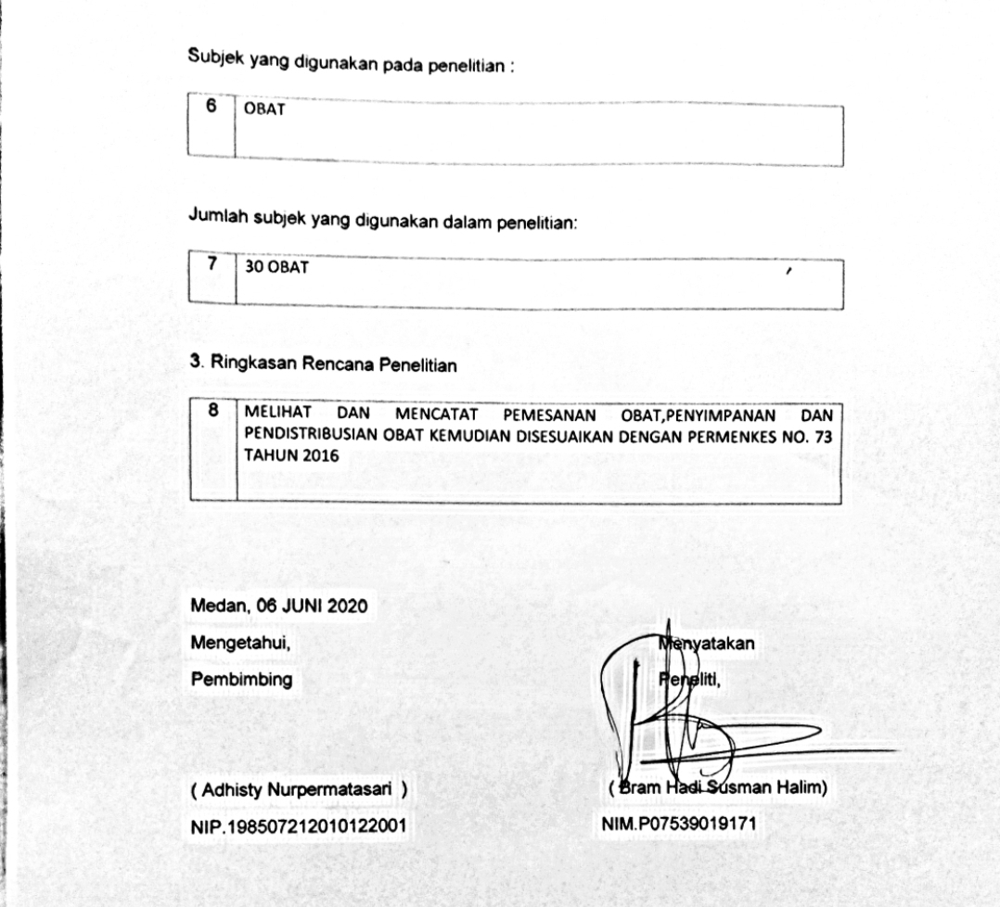 Subjek yang digunakan pada penelitian :
6 OBAT
Jumlah subjek yang digunakan dalam penelitian:
7 30 OBAT
3. Ringkasan Rencana Penelitian
8 MELIHAT DAN MENCATAT PEMESANAN OBAT,PENYIMPANAN DAN
PENDISTRIBUSIAN OBAT KEMUDIAN DISESUAIKAN DENGAN PERMENKES NO. 73
TAHUN 2016
Medan, 06 JUNI 2020
Mengetahui,
Pembimbing
Menyatakan
Peneliti,
( Adhisty Nurpermatasari )
NIP.198507212010122001
( Bram Hadi Susman Halim)
NIM.P07539019171